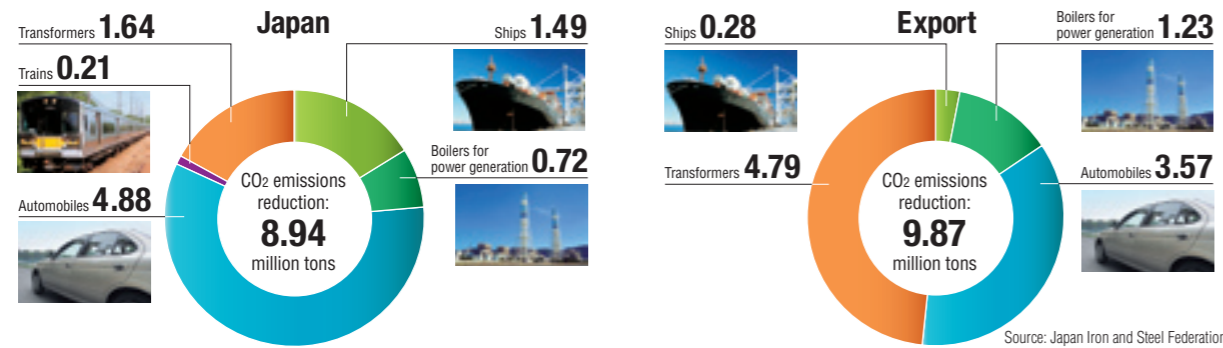 Japan
Transformers 1.64
Ships 1.49
Trains 0.21
Boilers for
power generation 0.72
Automobiles 4.88
CO2 emissions
reduction:
8.94
million tons
Export
Ships 0.28
Boilers for
power generation 1.23
Transformers 4.79
Automobiles 3.57
CO2 emissions
reduction:
9.87
million tons
Source: Japan Iron and Steel Federation